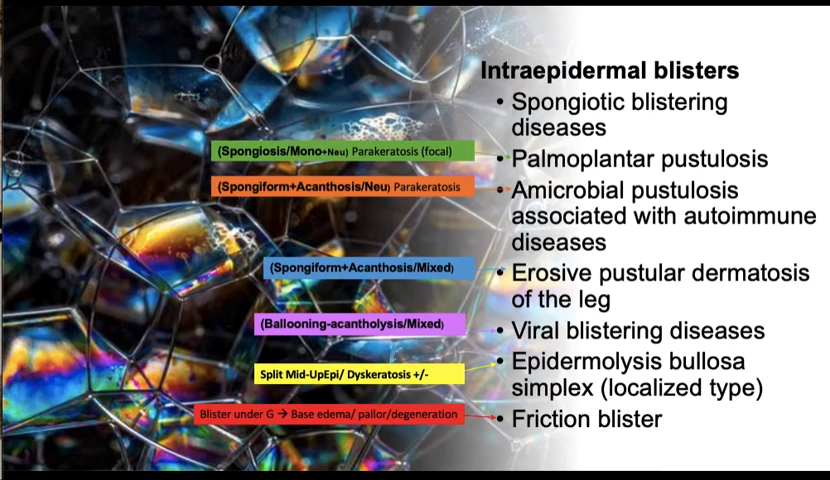 Intraepidermal blisters
• Spongiotic blistering
diseases
(Spongiosis/Mono+Neu) Parakeratosis (focal)
• Palmoplantar pustulosis
(Spongiform+Acanthosis/Neu) Parakeratosis
• Amicrobial pustulosis
associated with autoimmune
diseases
(Spongiform+Acanthosis/Mixed)
• Erosive pustular dermatosis
of the leg
(Ballooning-acantholysis/Mixed)
• Viral blistering diseases
Split Mid-UpEpi/ Dyskeratosis +/-
• Epidermolysis bullosa
simplex (localized type)
Blister under G → Base edema/ pallor/degeneration
• Friction blister